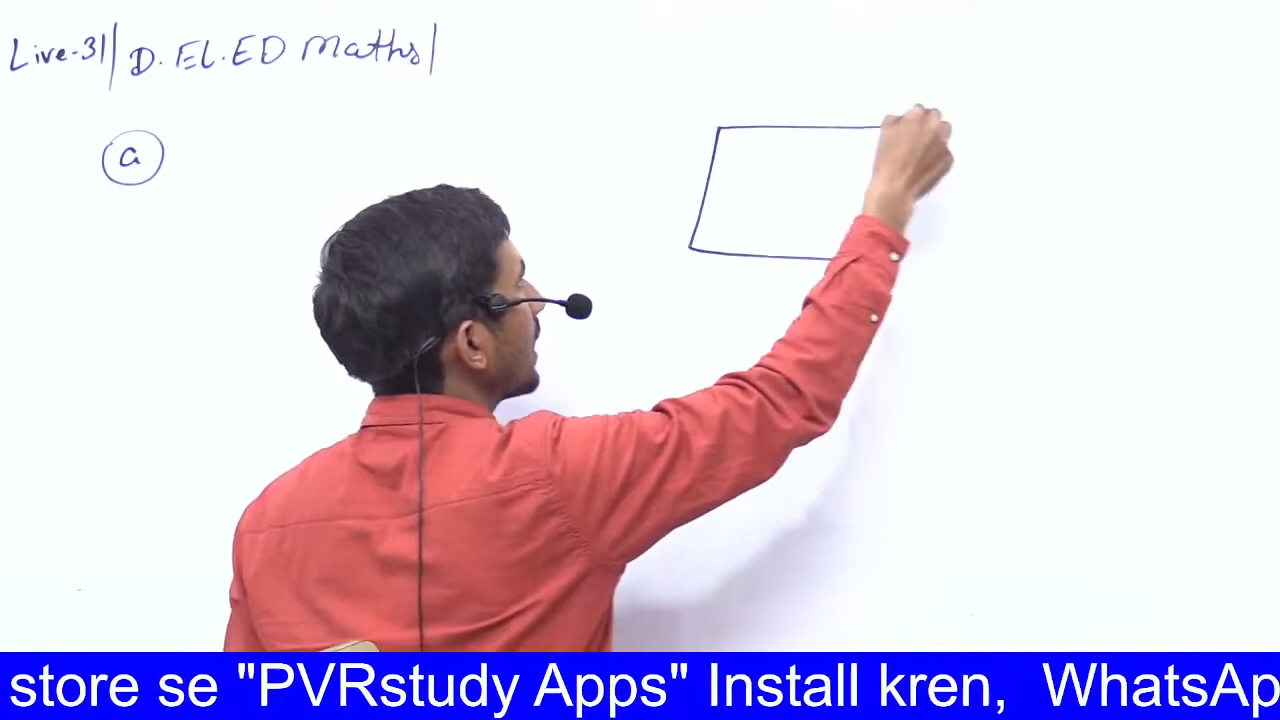 Live-31| D.EL.ED Maths|
a
store se "PVRstudy Apps" Install kren, WhatsAp